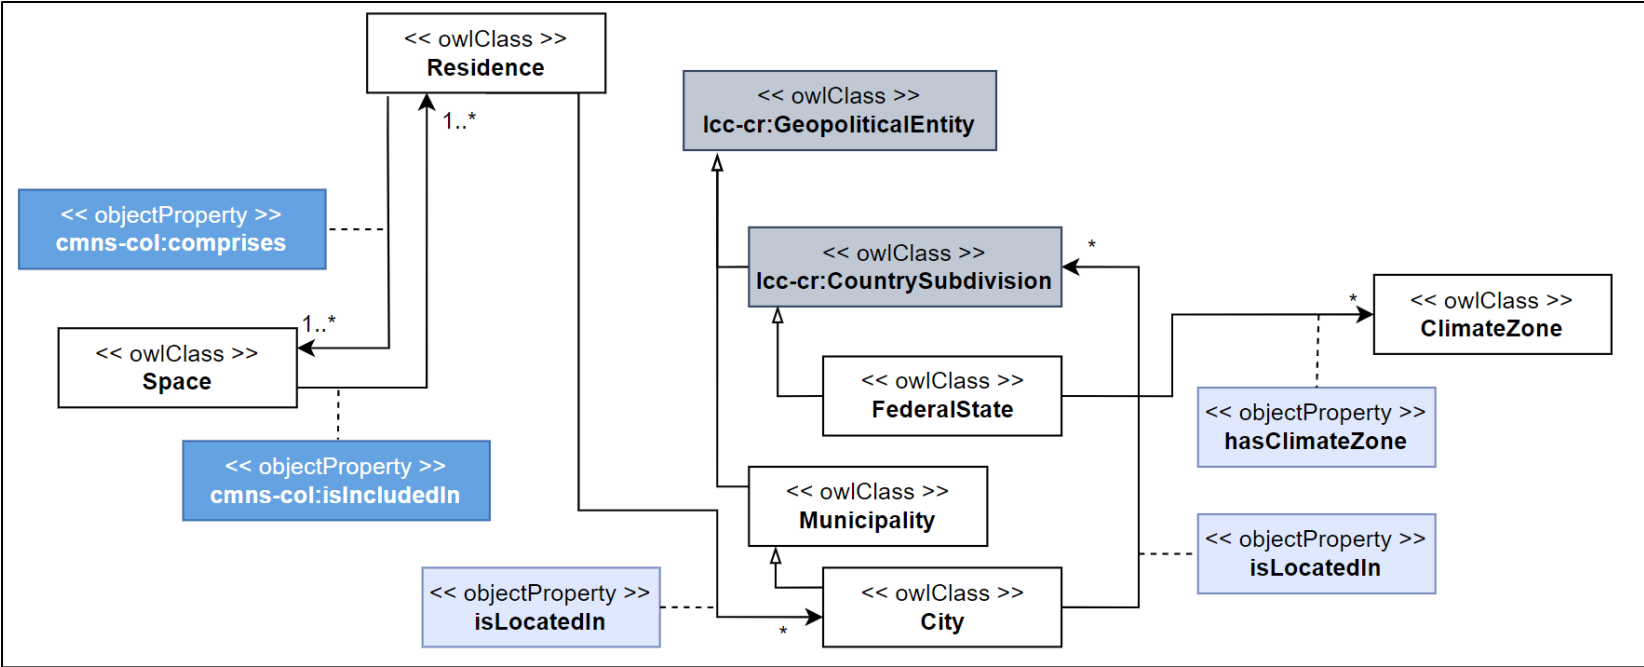 << owlClass >>
Residence
<< owlClass >>
lcc-cr:GeopoliticalEntity
1..*
<< objectProperty >>
cmns-col:comprises
<< owlClass >>
lcc-cr:CountrySubdivision
*
<< owlClass >>
ClimateZone
*
1..*
<< owlClass >>
Space
<< owlClass >>
FederalState
<< objectProperty >>
hasClimateZone
<< objectProperty >>
cmns-col:isIncludedIn
<< owlClass >>
Municipality
<< objectProperty >>
isLocatedIn
<< objectProperty >>
isLocatedIn
*
<< owlClass >>
City